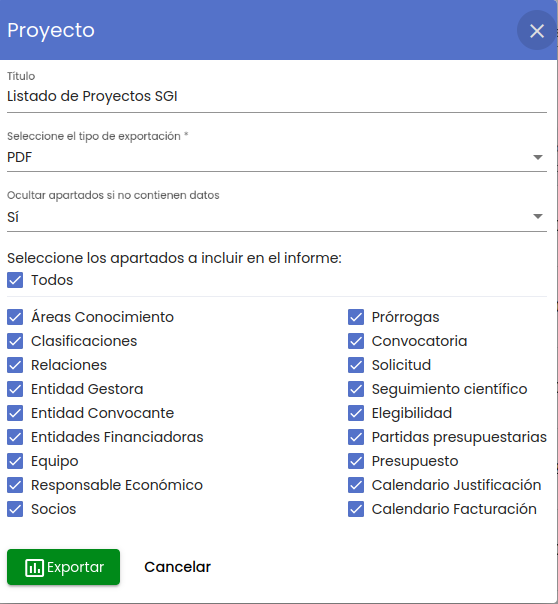 Proyecto
Título
Listado de Proyectos SGI
Seleccione el tipo de exportación *
PDF
Ocultar apartados si no contienen datos
Sí
Seleccione los apartados a incluir en el informe:
Todos
Áreas Conocimiento
Clasificaciones
Relaciones
Entidad Gestora
Entidad Convocante
Entidades Financiadoras
Equipo
Responsable Económico
Socios
Prórrogas
Convocatoria
Solicitud
Seguimiento científico
Elegibilidad
Partidas presupuestarias
Presupuesto
Calendario Justificación
Calendario Facturación
Exportar
Cancelar